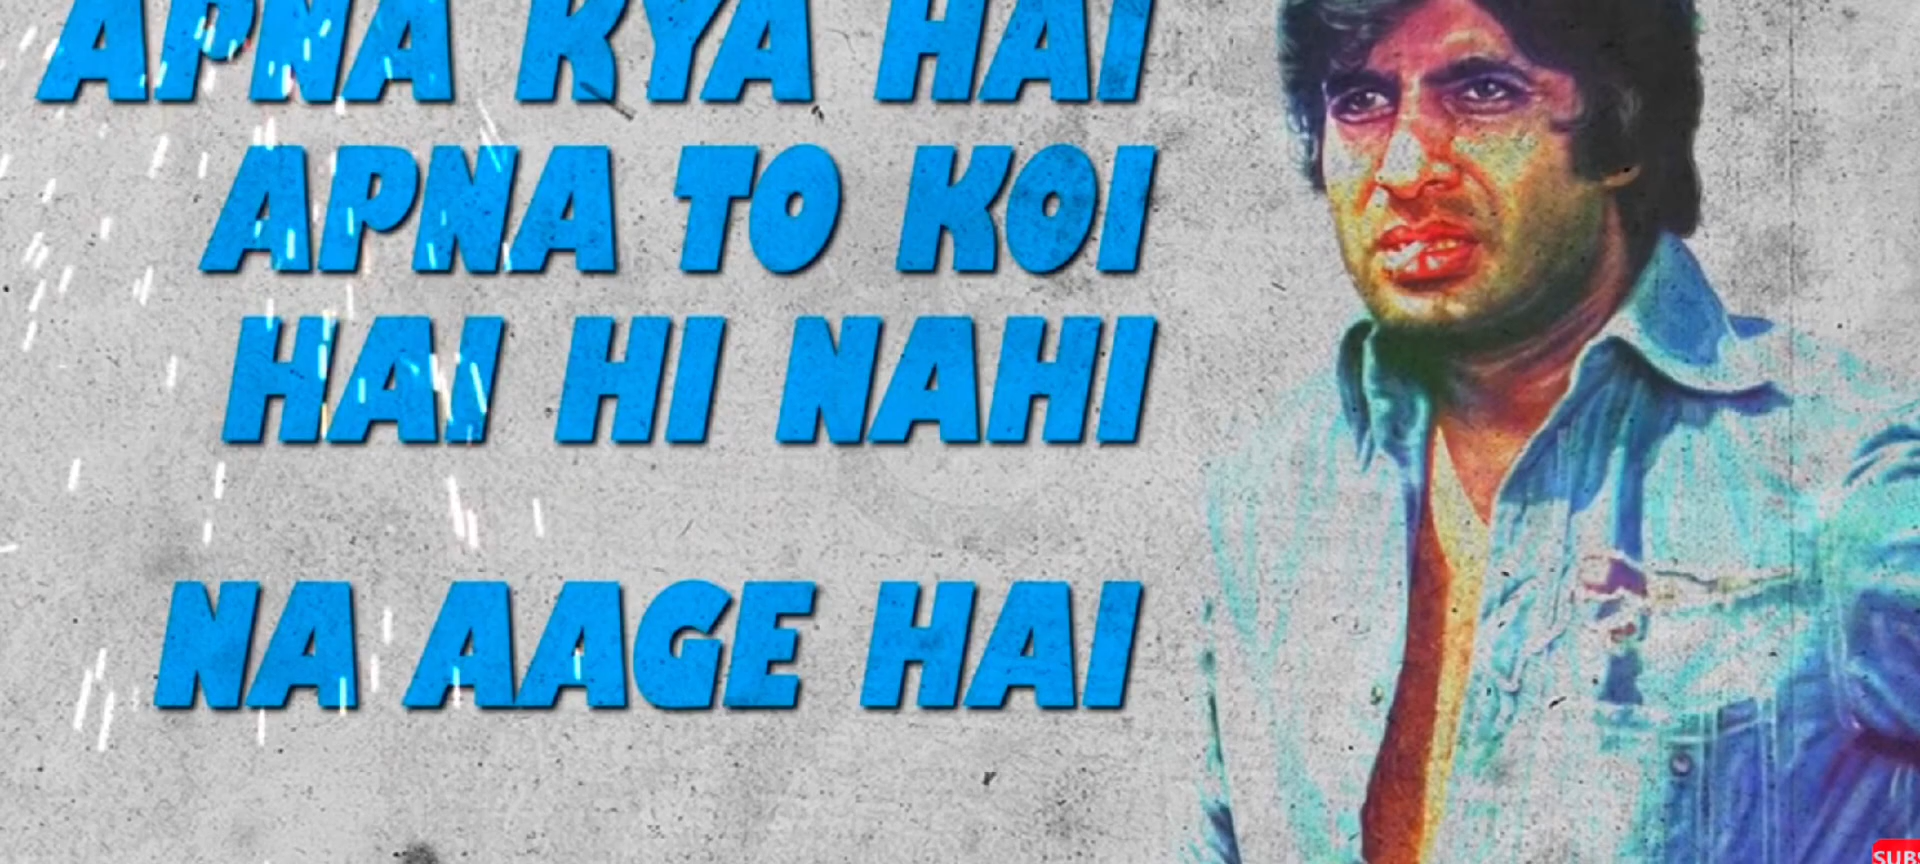 APNA KYA HAI
APNA TO KOI
HAI HI NAHI
NA AAGE HAI